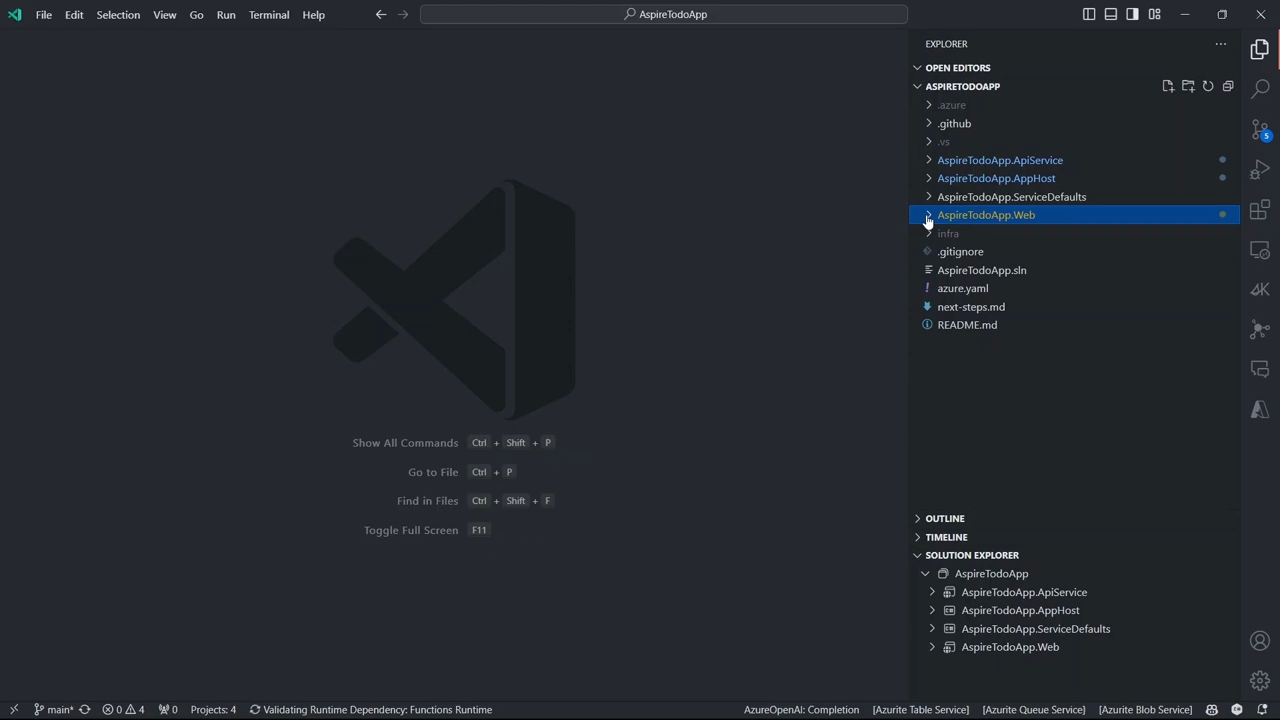 File Edit Selection View Go Run Terminal Help
AspireTodoApp
EXPLORER
OPEN EDITORS
ASPIRETODOAPP
.azure
.github
.vs
AspireTodoApp.ApiService
AspireTodoApp.AppHost
AspireTodoApp.ServiceDefaults
AspireTodoApp.Web
infra
.gitignore
AspireTodoApp.sln
azure.yaml
next-steps.md
README.md
5
Show All Commands Ctrl + Shift + P
Go to File Ctrl + P
Find in Files Ctrl + Shift + F
Toggle Full Screen F11
OUTLINE
TIMELINE
SOLUTION EXPLORER
AspireTodoApp
AspireTodoApp.ApiService
AspireTodoApp.AppHost
AspireTodoApp.ServiceDefaults
AspireTodoApp.Web
main* 0 4 0 Projects: 4 Validating Runtime Dependency: Functions Runtime AzureOpenAI: Completion [Azurite Table Service] [Azurite Queue Service] [Azurite Blob Service]